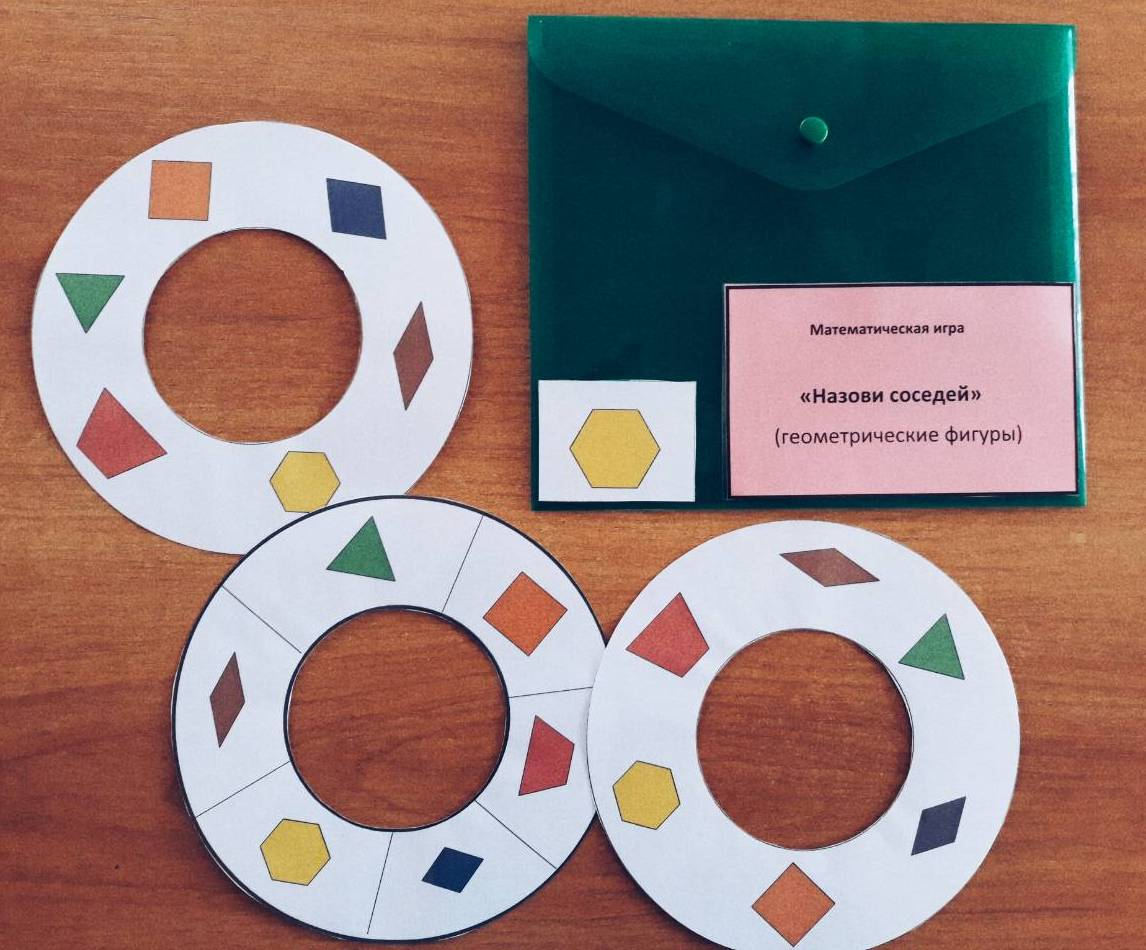 Математическая игра
«Назови соседей»
(геометрические фигуры)